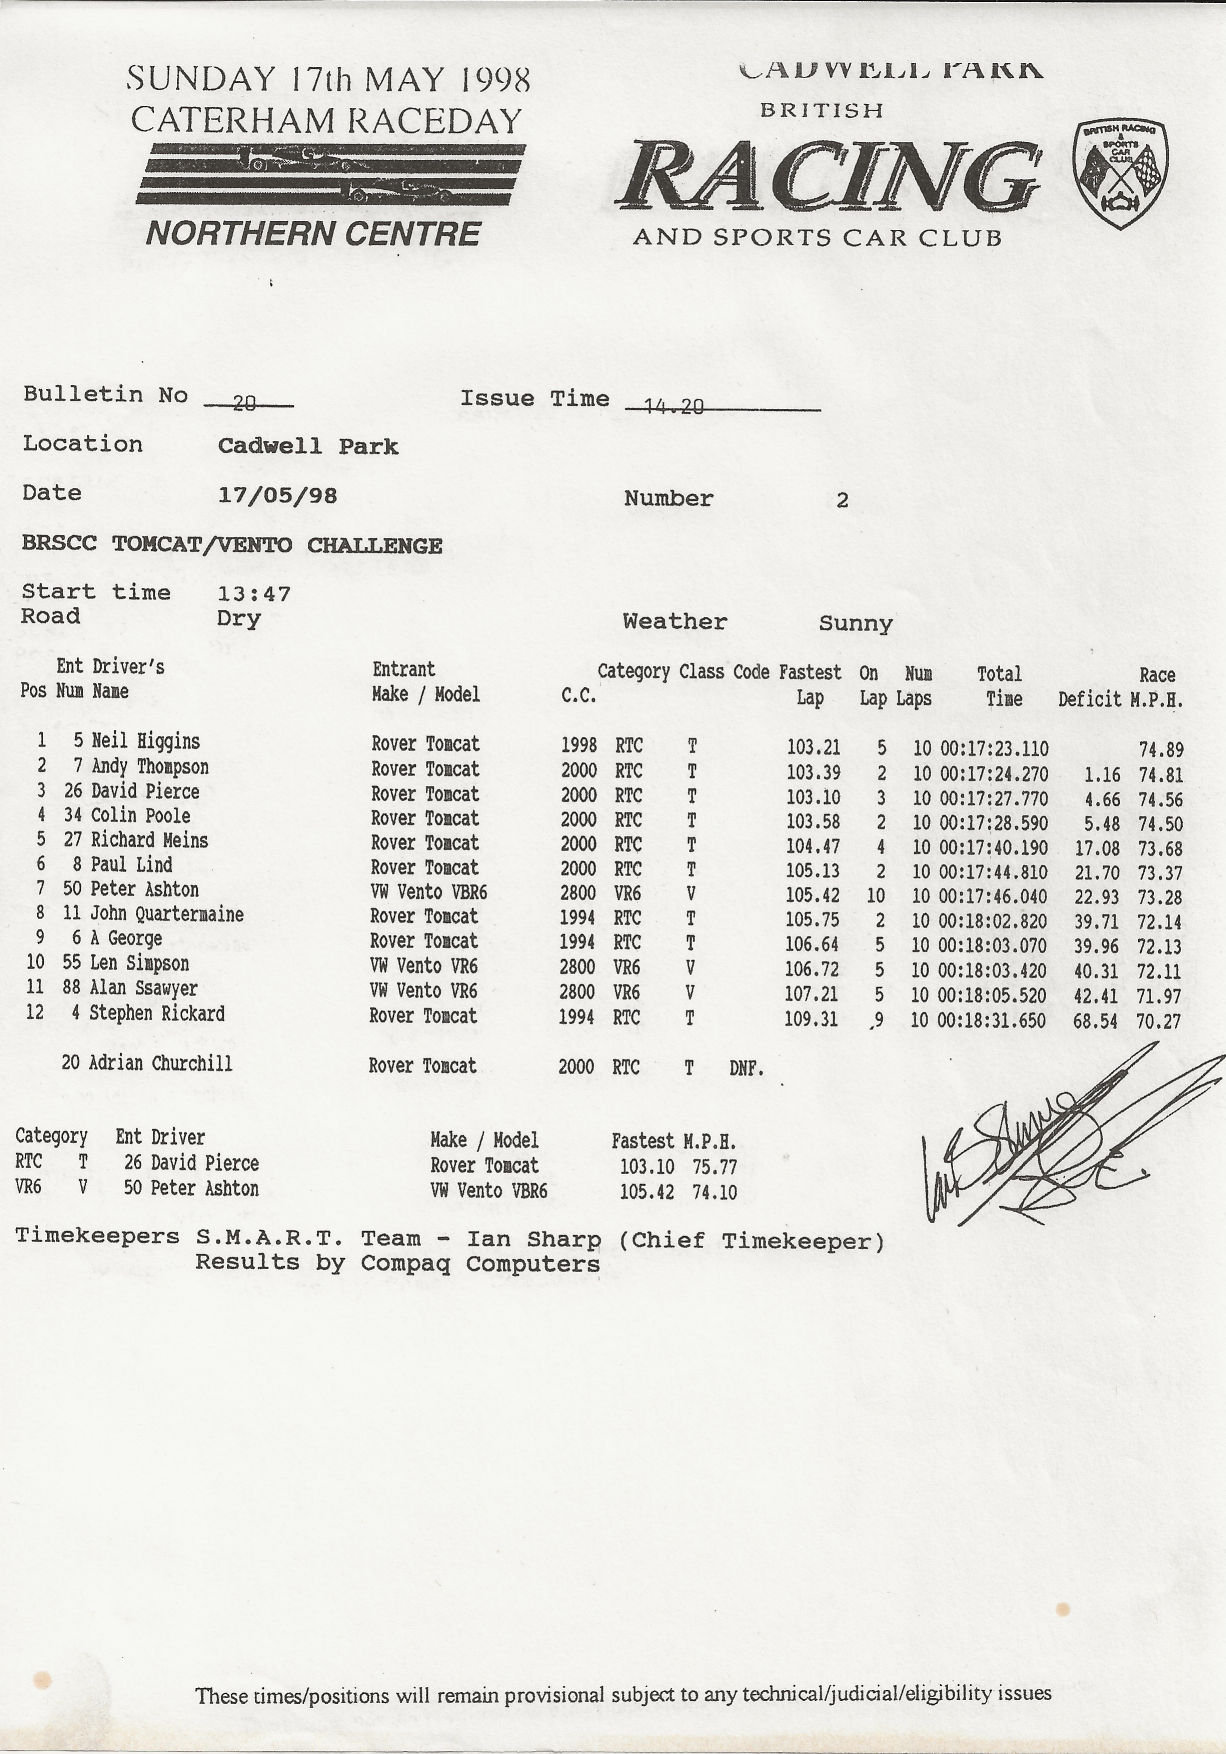 SUNDAY 17th MAY 1998
CATERHAM RACEDAY
NORTHERN CENTRE
CADWELL PARK
BRITISH
RACING
AND SPORTS CAR CLUB
BRITISH RACING
&
SPORTS
CAR
CLUB
Bulletin No 20 Issue Time 14.20
Location Cadwell Park
Date 17/05/98 Number 2
BRSCC TOMCAT/VENTO CHALLENGE
Start time 13:47
Road Dry Weather Sunny
Ent Driver's Entrant Category Class Code Fastest On Num Total Race
Pos Num Name Make / Model C.C. Lap Lap Laps Time Deficit M.P.H.
1 5 Neil Higgins Rover Tomcat 1998 RTC T 103.21 5 10 00:17:23.110 74.89
2 7 Andy Thompson Rover Tomcat 2000 RTC T 103.39 2 10 00:17:24.270 1.16 74.81
3 26 David Pierce Rover Tomcat 2000 RTC T 103.10 3 10 00:17:27.770 4.66 74.56
4 34 Colin Poole Rover Tomcat 2000 RTC T 103.58 2 10 00:17:28.590 5.48 74.50
5 27 Richard Meins Rover Tomcat 2000 RTC T 104.47 4 10 00:17:40.190 17.08 73.68
6 8 Paul Lind Rover Tomcat 2000 RTC T 105.13 2 10 00:17:44.810 21.70 73.37
7 50 Peter Ashton VW Vento VBR6 2800 VR6 V 105.42 10 10 00:17:46.040 22.93 73.28
8 11 John Quartermaine Rover Tomcat 1994 RTC T 105.75 2 10 00:18:02.820 39.71 72.14
9 6 A George Rover Tomcat 1994 RTC T 106.64 5 10 00:18:03.070 39.96 72.13
10 55 Len Simpson VW Vento VR6 2800 VR6 V 106.72 5 10 00:18:03.420 40.31 72.11
11 88 Alan Ssawyer VW Vento VR6 2800 VR6 V 107.21 5 10 00:18:05.520 42.41 71.97
12 4 Stephen Rickard Rover Tomcat 1994 RTC T 109.31 9 10 00:18:31.650 68.54 70.27
20 Adrian Churchill Rover Tomcat 2000 RTC T DNF.
Category Ent Driver Make / Model Fastest M.P.H.
RTC T 26 David Pierce Rover Tomcat 103.10 75.77
VR6 V 50 Peter Ashton VW Vento VBR6 105.42 74.10
Timekeepers S.M.A.R.T. Team - Ian Sharp (Chief Timekeeper)
Results by Compaq Computers
These times/positions will remain provisional subject to any technical/judicial/eligibility issues